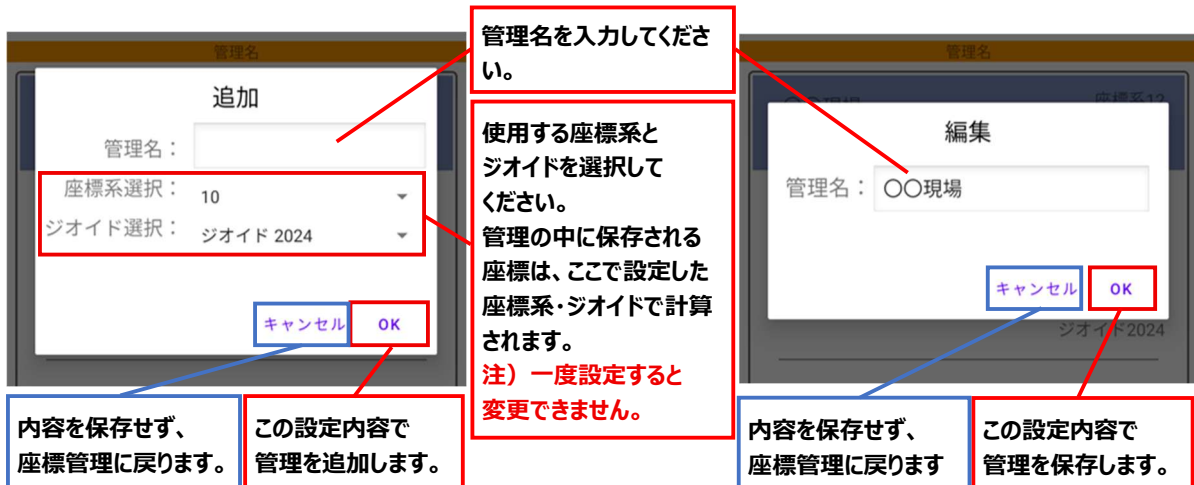 管理名
追加
管理名：
座標系選択：
10
ジオイド選択：
ジオイド 2024
キャンセル
OK
内容を保存せず、
座標管理に戻ります。
この設定内容で
管理を追加します。
管理名を入力してくださ
い。
使用する座標系と
ジオイドを選択して
ください。
管理の中に保存される
座標は、ここで設定した
座標系・ジオイドで計算
されます。
注）一度設定すると
変更できません。
管理名
〇〇現場
座標系12
編集
管理名：
〇〇現場
キャンセル
OK
ジオイド2024
内容を保存せず、
座標管理に戻ります
この設定内容で
管理を保存します。